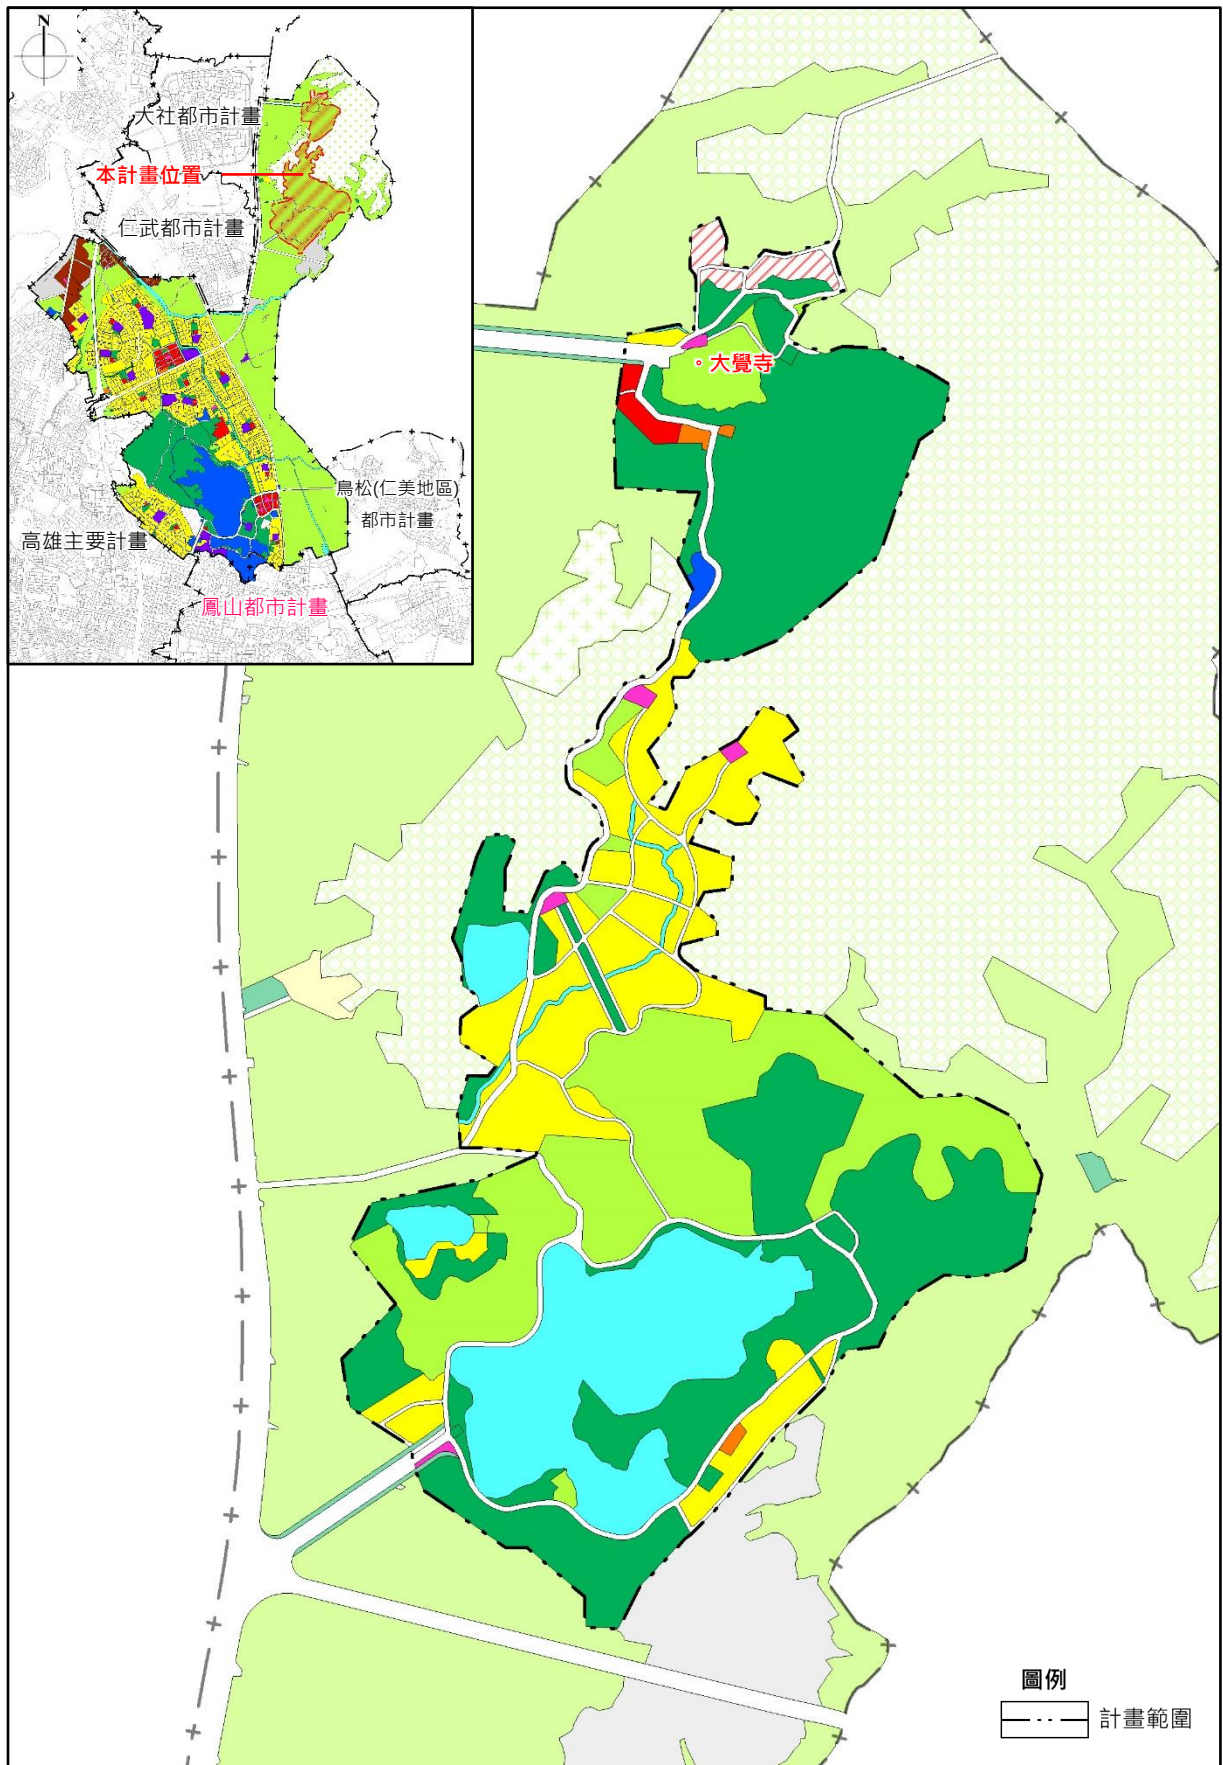 N
大社都市計畫
本計畫位置
仁武都市計畫
鳥松(仁美地區)
都市計畫
高雄主要計畫
鳳山都市計畫
大覺寺
圖例
計畫範圍